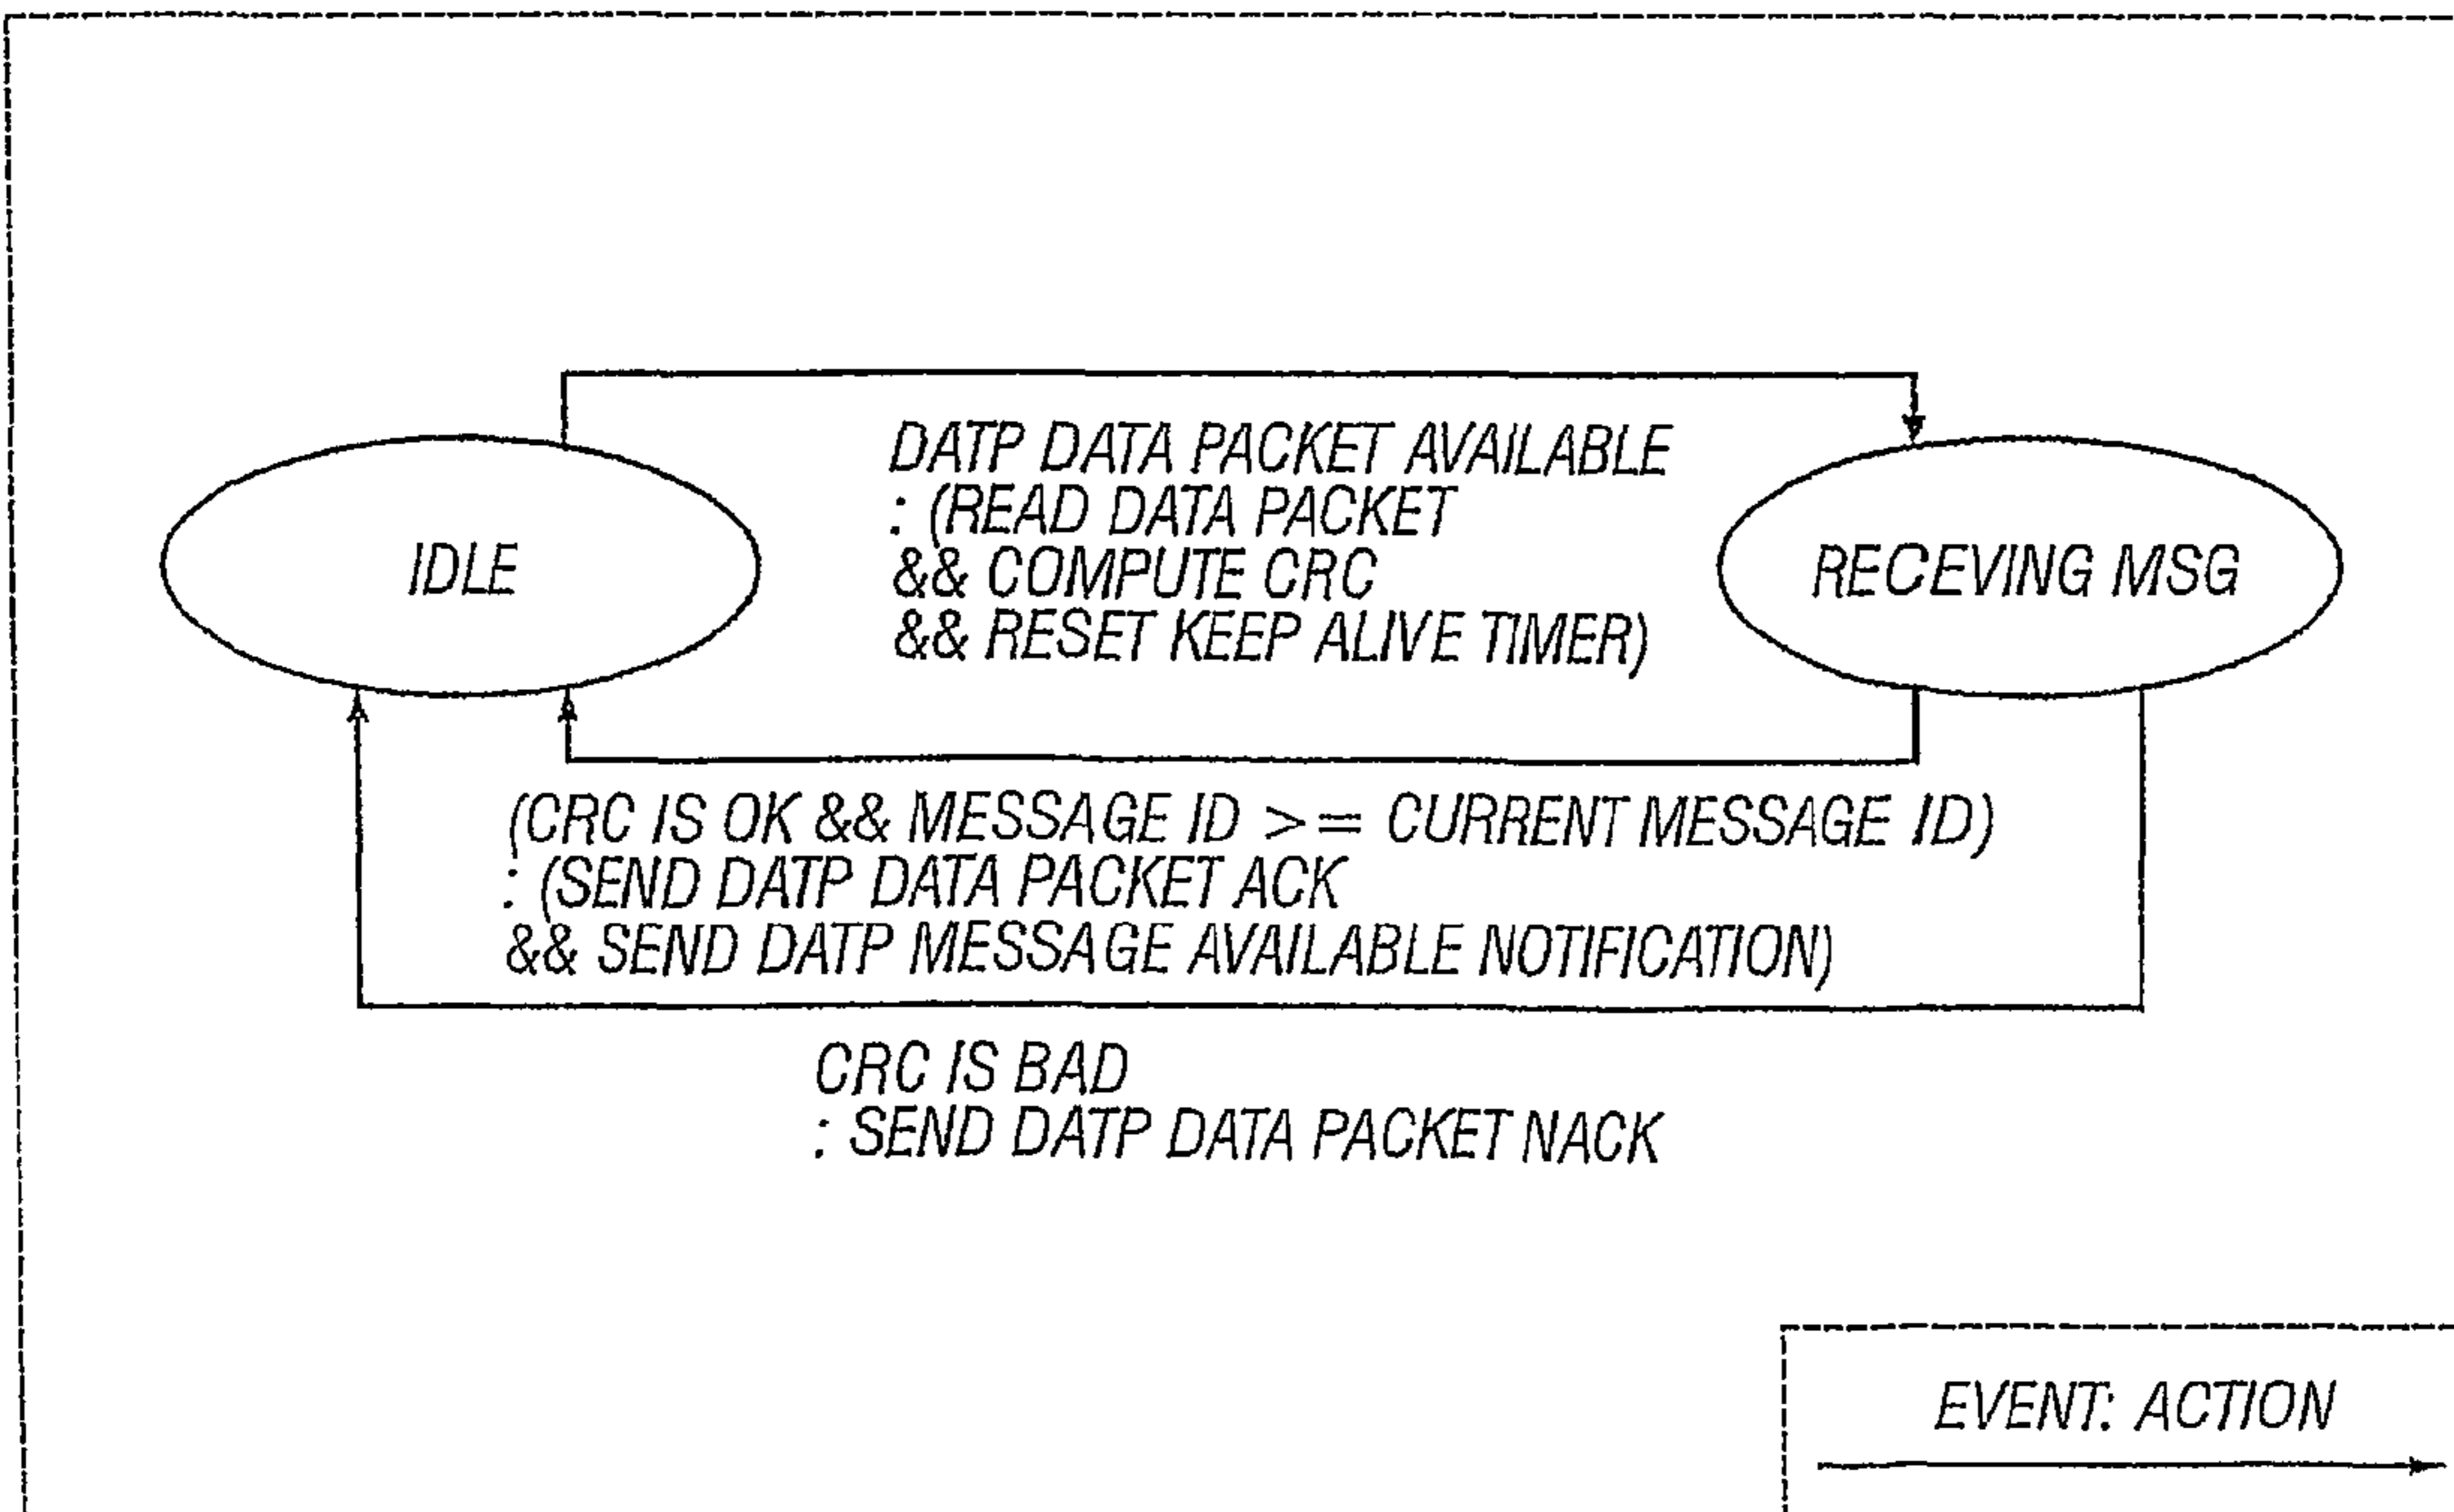 DATP DATA PACKET AVAILABLE
: (READ DATA PACKET
&& COMPUTE CRC
&& RESET KEEP ALIVE TIMER)
IDLE
RECEVING MSG
(CRC IS OK && MESSAGE ID >= CURRENT MESSAGE ID)
: (SEND DATP DATA PACKET ACK
&& SEND DATP MESSAGE AVAILABLE NOTIFICATION)
CRC IS BAD
: SEND DATP DATA PACKET NACK
EVENT: ACTION